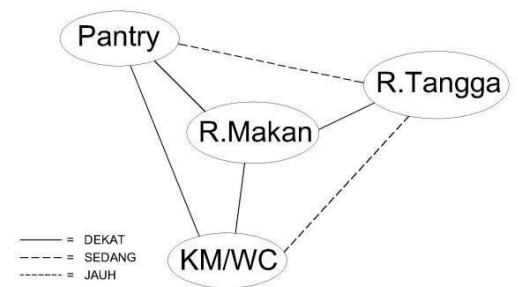 Pantry
R.Tangga
R.Makan
KM/WC
= DEKAT
= SEDANG
= JAUH